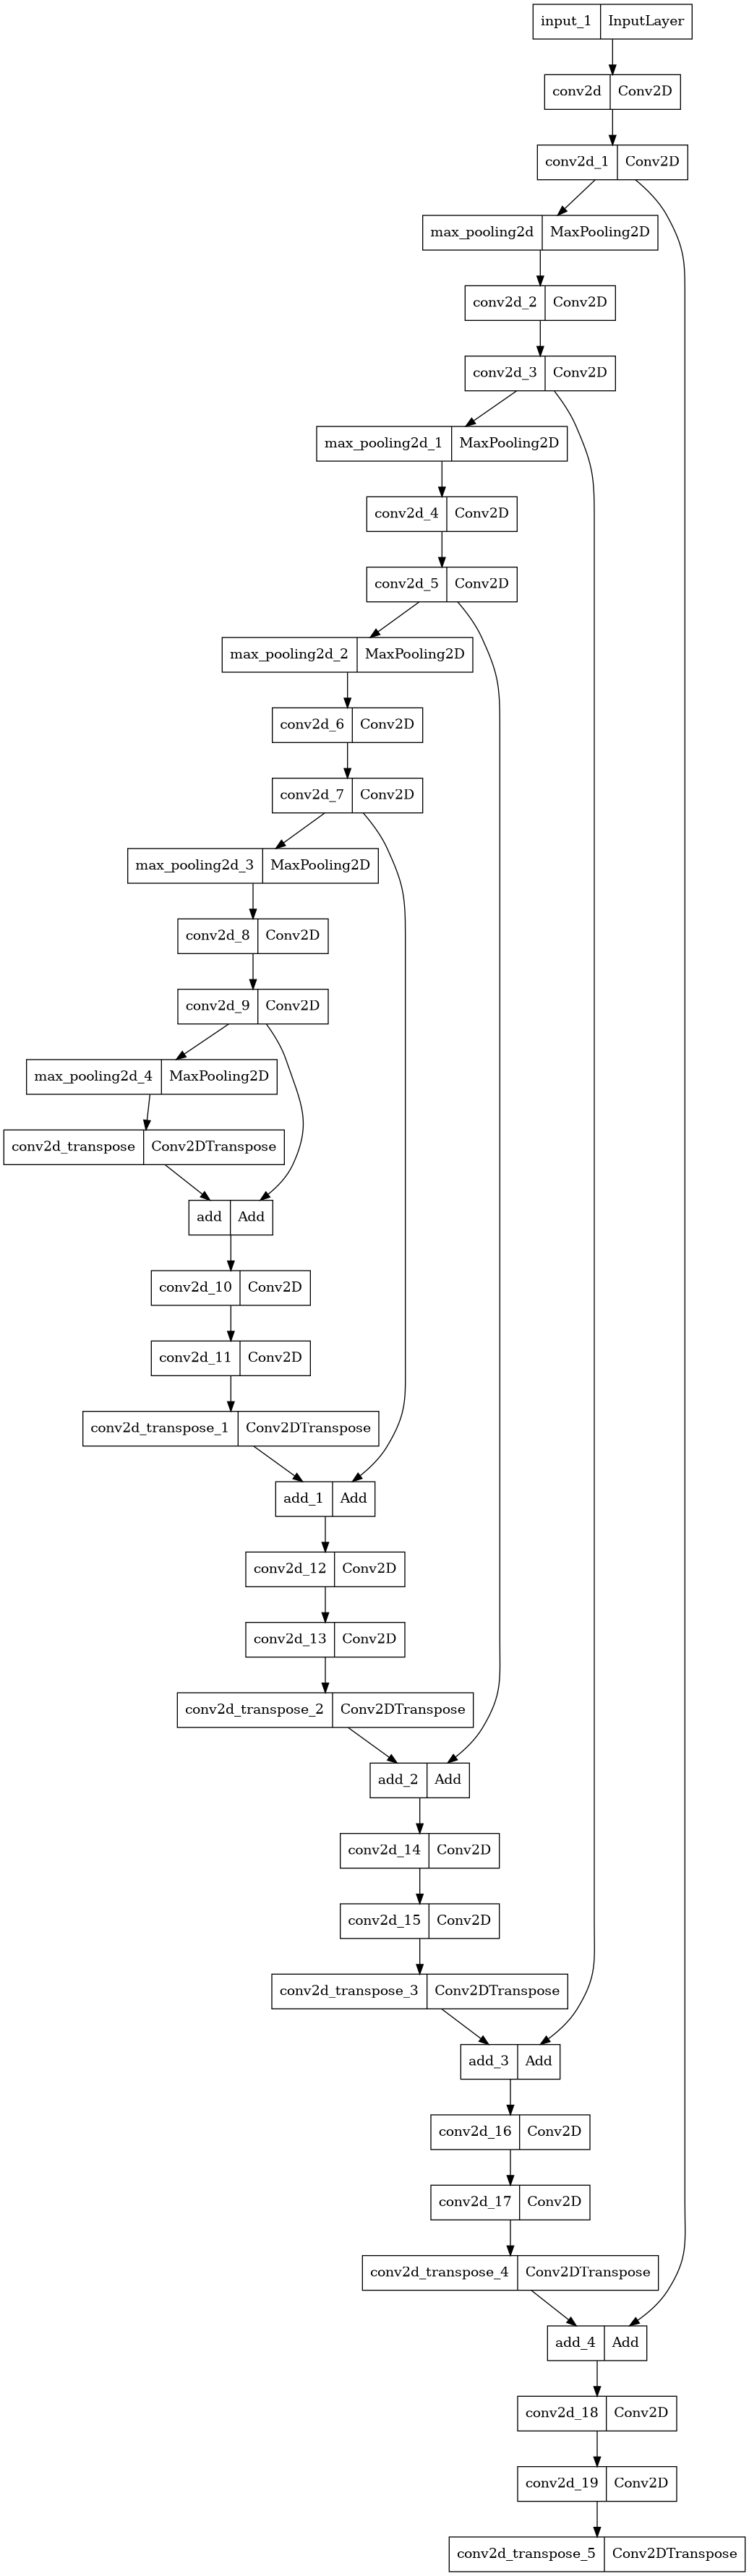 input_1 InputLayer
conv2d Conv2D
conv2d_1 Conv2D
max_pooling2d MaxPooling2D
conv2d_2 Conv2D
conv2d_3 Conv2D
max_pooling2d_1 MaxPooling2D
conv2d_4 Conv2D
conv2d_5 Conv2D
max_pooling2d_2 MaxPooling2D
conv2d_6 Conv2D
conv2d_7 Conv2D
max_pooling2d_3 MaxPooling2D
conv2d_8 Conv2D
conv2d_9 Conv2D
max_pooling2d_4 MaxPooling2D
conv2d_transpose Conv2DTranspose
add Add
conv2d_10 Conv2D
conv2d_11 Conv2D
conv2d_transpose_1 Conv2DTranspose
add_1 Add
conv2d_12 Conv2D
conv2d_13 Conv2D
conv2d_transpose_2 Conv2DTranspose
add_2 Add
conv2d_14 Conv2D
conv2d_15 Conv2D
conv2d_transpose_3 Conv2DTranspose
add_3 Add
conv2d_16 Conv2D
conv2d_17 Conv2D
conv2d_transpose_4 Conv2DTranspose
add_4 Add
conv2d_18 Conv2D
conv2d_19 Conv2D
conv2d_transpose_5 Conv2DTranspose